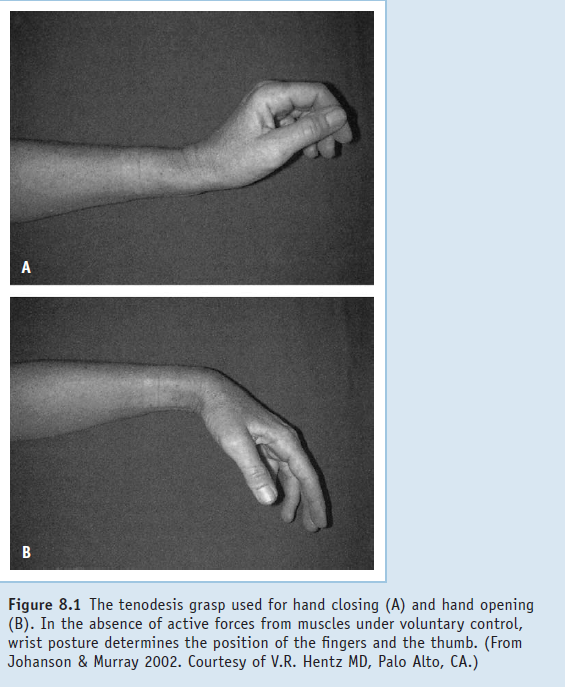 A
B
Figure 8.1 The tenodesis grasp used for hand closing (A) and hand opening
(B). In the absence of active forces from muscles under voluntary control,
wrist posture determines the position of the fingers and the thumb. (From
Johanson & Murray 2002. Courtesy of V.R. Hentz MD, Palo Alto, CA.)